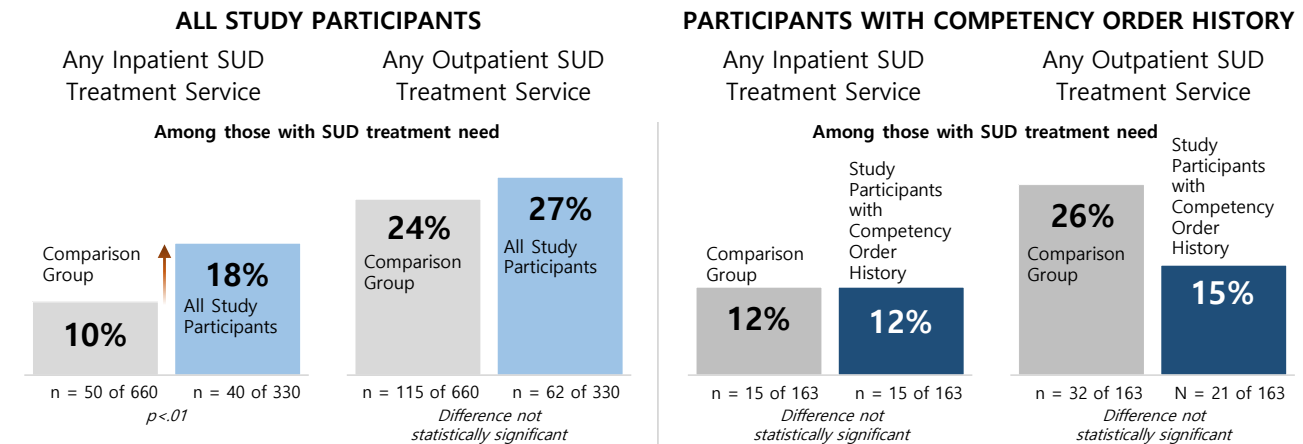 ALL STUDY PARTICIPANTS
Any Inpatient SUD
Treatment Service
Any Outpatient SUD
Treatment Service
Among those with SUD treatment need
Comparison
Group
10%
18%
All Study
Participants
24%
Comparison
Group
27%
All Study
Participants
n = 50 of 660
n = 40 of 330
p<.01
n = 115 of 660
n = 62 of 330
Difference not
statistically significant
PARTICIPANTS WITH COMPETENCY ORDER HISTORY
Any Inpatient SUD
Treatment Service
Any Outpatient SUD
Treatment Service
Among those with SUD treatment need
Comparison
Group
12%
Study
Participants
with
Competency
Order
History
12%
26%
Comparison
Group
Study
Participants
with
Competency
Order
History
15%
n = 15 of 163
n = 15 of 163
Difference not
statistically significant
n = 32 of 163
N = 21 of 163
Difference not
statistically significant